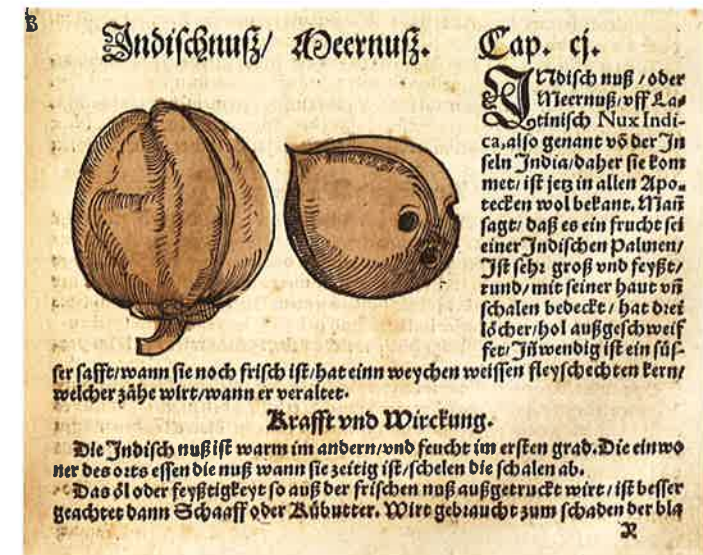 Indischnuß/ Meernuß. Cap. cj.
INdisch nuß / oder
Meernuß/vff La⸗
tinisch Nux Indi-
ca, also genant võ der In
seln India/daher sie kom
met/ ist jetz in allen Apo⸗
tecken wol bekant. Mañ
sagt/ daß es ein frucht sei
einer Indischen Palmen/
Ist sehr groß vnd feyßt/
rund/ mit seiner haut vñ
schalen bedeckt / hat drei
löcher/hol außgeschweif
fet/ Iñwendig ist ein süs-
ser safft/wann sie noch frisch ist/hat einn weychen weissen fleyschechten kern/
welcher zähe wirt/wann er veraltet.
Krafft vnd Wirckung.
Die Indisch nuß ist warm im andern/vnd feucht im ersten grad. Die einwo
ner des orts essen die nuß wann sie zeitig ist/schelen die schalen ab.
Das öl oder feyßtigkeyt so auß der frischen nuß außgetruckt wirt / ist besser
geachtet dann Schaaff oder Kübutter. Wirt gebraucht zum schaden der bla